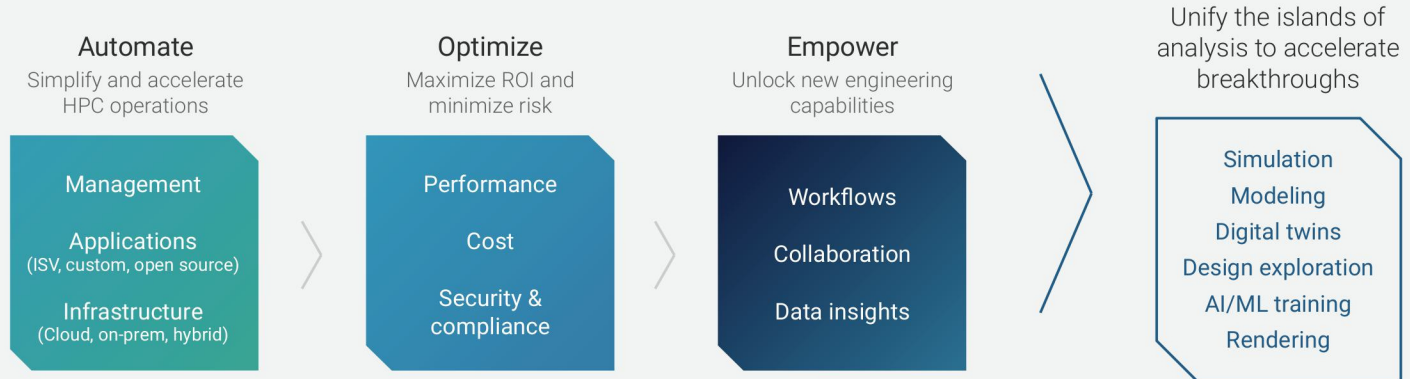 Automate
Simplify and accelerate
HPC operations
Management
Applications
(ISV, custom, open source)
Infrastructure
(Cloud, on-prem, hybrid)
Optimize
Maximize ROI and
minimize risk
Performance
Cost
Security &
compliance
Empower
Unlock new engineering
capabilities
Workflows
Collaboration
Data insights
Unify the islands of
analysis to accelerate
breakthroughs
Simulation
Modeling
Digital twins
Design exploration
AI/ML training
Rendering